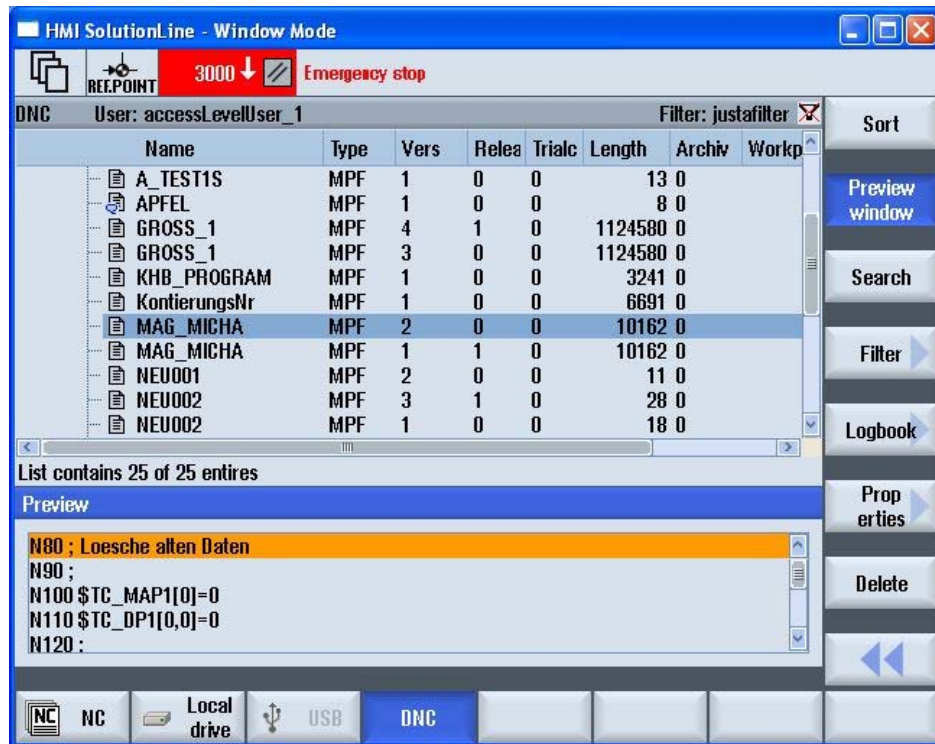 HMI SolutionLine - Window Mode
REF.POINT
3000 Emergency stop
DNC User: accessLevelUser_1 Filter: justafilter
Name Type Vers Relea Trialc Length Archiv Workp
A_TEST1S MPF 1 0 0 13 0
APFEL MPF 1 0 0 8 0
GROSS_1 MPF 4 1 0 1124580 0
GROSS_1 MPF 3 0 0 1124580 0
KHB_PROGRAM MPF 1 0 0 3241 0
KontierungsNr MPF 1 0 0 6691 0
MAG_MICHA MPF 2 0 0 10162 0
MAG_MICHA MPF 1 1 0 10162 0
NEU001 MPF 2 0 0 11 0
NEU002 MPF 3 1 0 28 0
NEU002 MPF 1 0 0 18 0
List contains 25 of 25 entires
Preview
N80 ; Loesche alten Daten
N90 ;
N100 $TC_MAP1[0]=0
N110 $TC_DP1[0,0]=0
N120 ;
Sort
Preview
window
Search
Filter
Logbook
Prop
erties
Delete
NC NC
Local
drive
USB
DNC